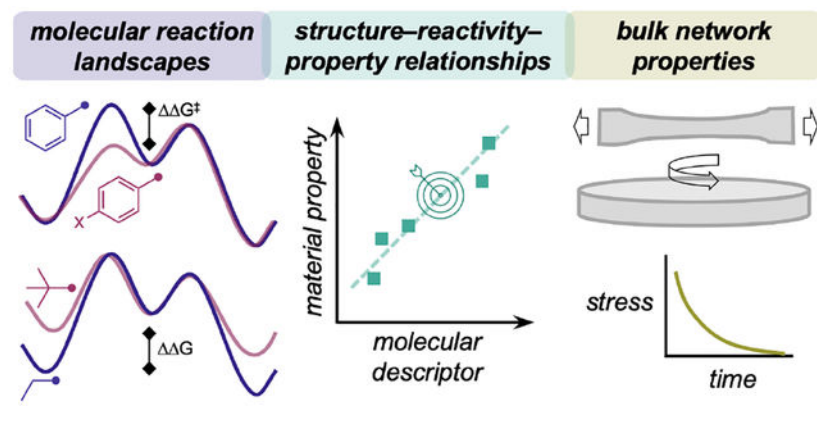 molecular reaction
landscapes
structure–reactivity–
property relationships
bulk network
properties
ΔΔG‡
X
ΔΔG
material property
molecular
descriptor
stress
time